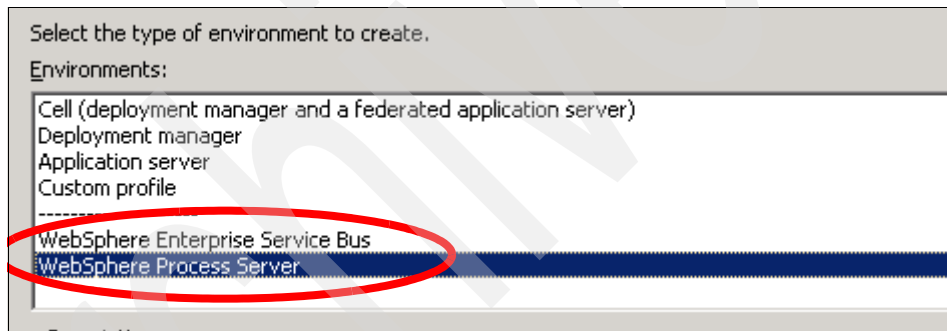 Select the type of environment to create.
Environments:
Cell (deployment manager and a federated application server)
Deployment manager
Application server
Custom profile
--------------------
WebSphere Enterprise Service Bus
WebSphere Process Server